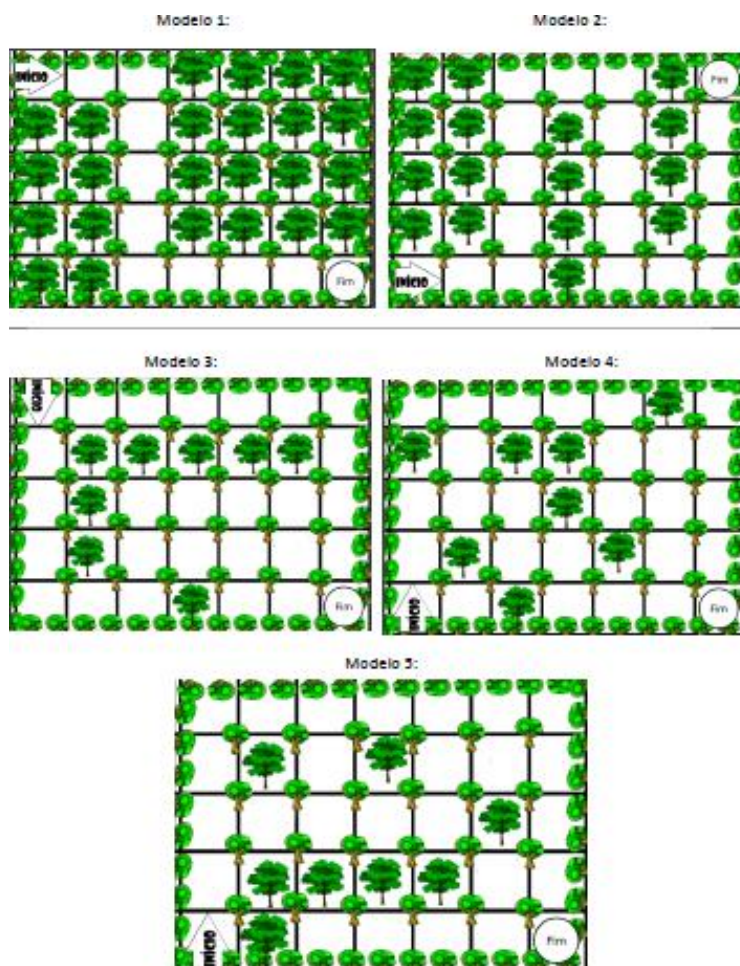 Modelo 1:
Modelo 2:
INÍCIO
Fim
Fim
INÍCIO
Modelo 3:
Modelo 4:
INÍCIO
Fim
INÍCIO
Fim
Modelo 5:
INÍCIO
Fim